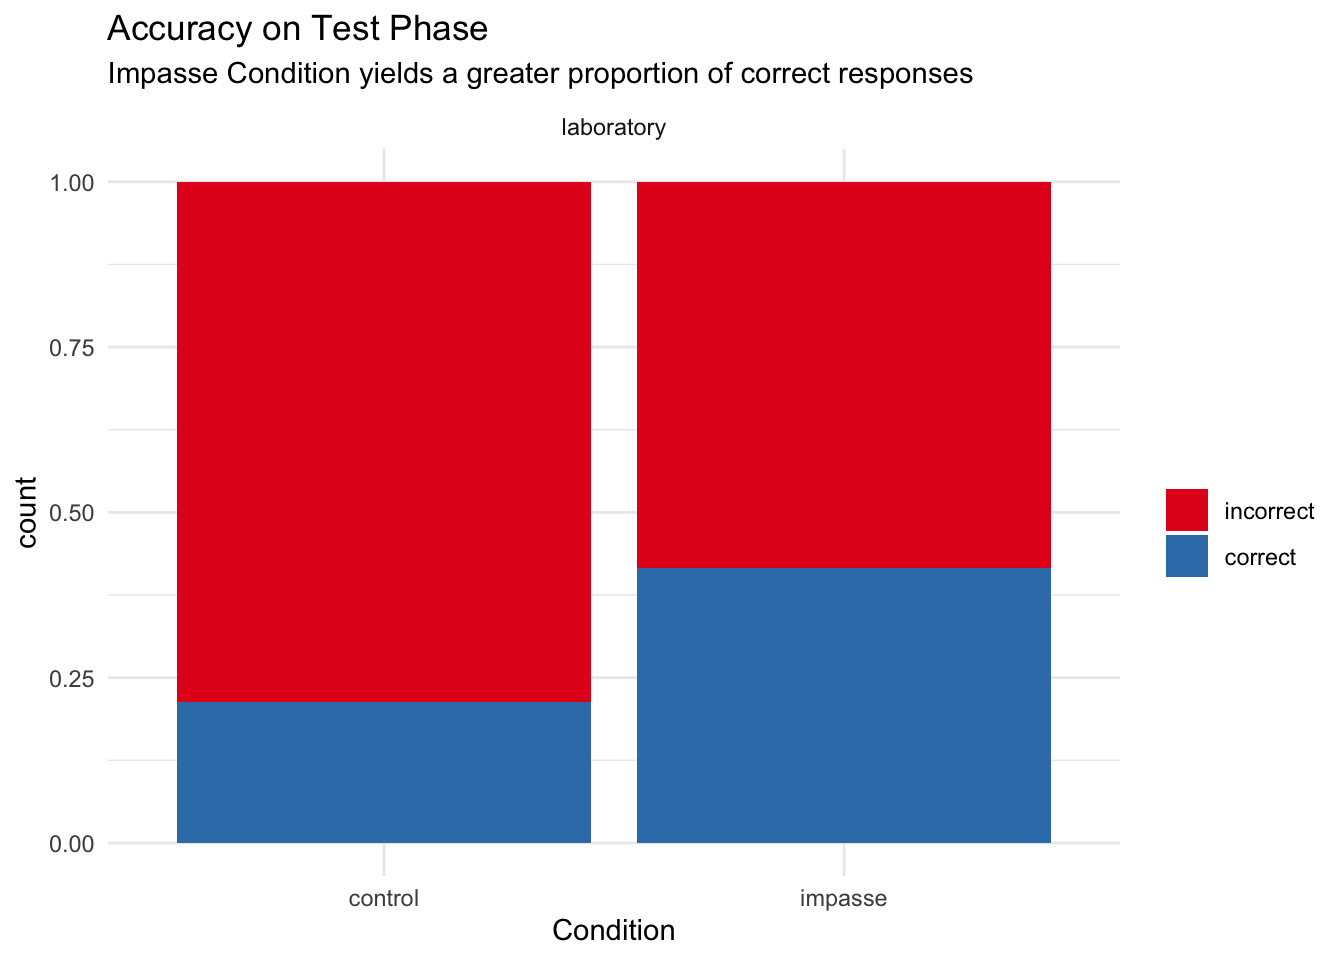 Accuracy on Test Phase
Impasse Condition yields a greater proportion of correct responses
laboratory
1.00
0.75
0.50
0.25
0.00
count
control
impasse
Condition
incorrect
correct